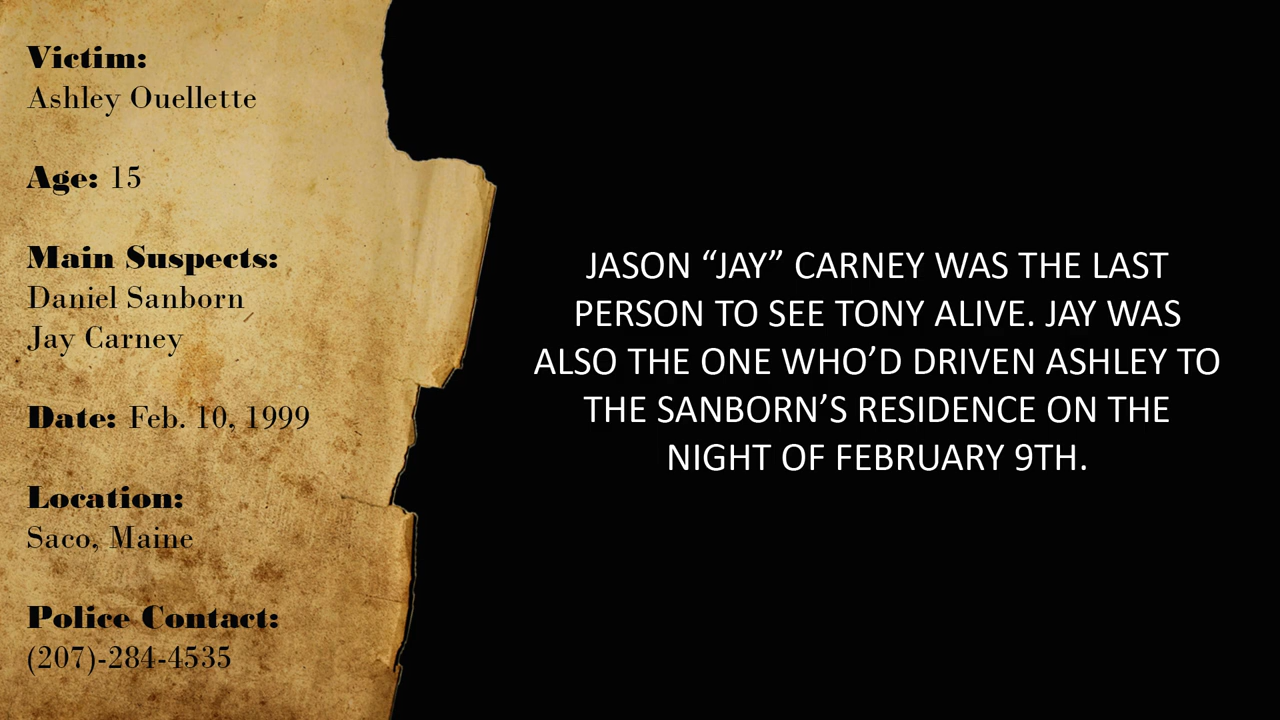 Victim:
Ashley Ouellette
Age: 15
Main Suspects:
Daniel Sanborn
Jay Carney
Date: Feb. 10, 1999
Location:
Saco, Maine
Police Contact:
(207)-284-4535
JASON “JAY” CARNEY WAS THE LAST
PERSON TO SEE TONY ALIVE. JAY WAS
ALSO THE ONE WHO’D DRIVEN ASHLEY TO
THE SANBORN’S RESIDENCE ON THE
NIGHT OF FEBRUARY 9TH.